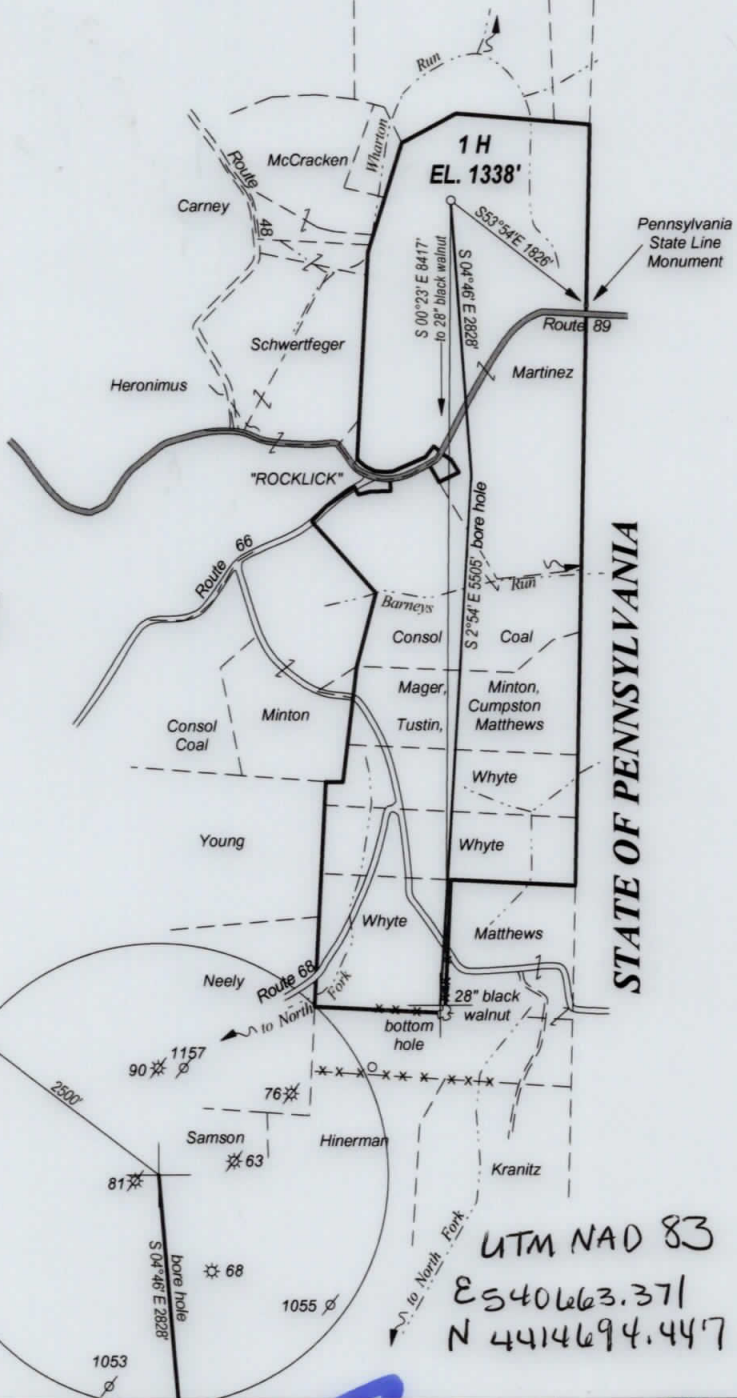 Run
1 H
EL. 1338'
McCracken
Wharton
Route
48
Carney
S53°54'E 1826'
Pennsylvania
State Line
Monument
S 00°23' E 8417'
to 28" black walnut
S 04°46' E 2828'
Route 89
Schwertfeger
Martinez
Heronimus
"ROCKLICK"
S 2°54' E 5505' bore hole
Route 66
Run
Barneys
Consol Coal
STATE OF PENNSYLVANIA
Mager, Minton,
Cumpston
Tustin, Matthews
Minton
Consol
Coal
Whyte
Young
Whyte
Whyte
Matthews
Neely
Route 68
Fork
to North
28" black
walnut
bottom
hole
90
1157
2500'
76
Samson
Hinerman
63
Kranitz
81
bore hole
S 04°46' E 2828'
68
1055
to North Fork
1053
UTM NAD 83
E540663.371
N 4414694.447